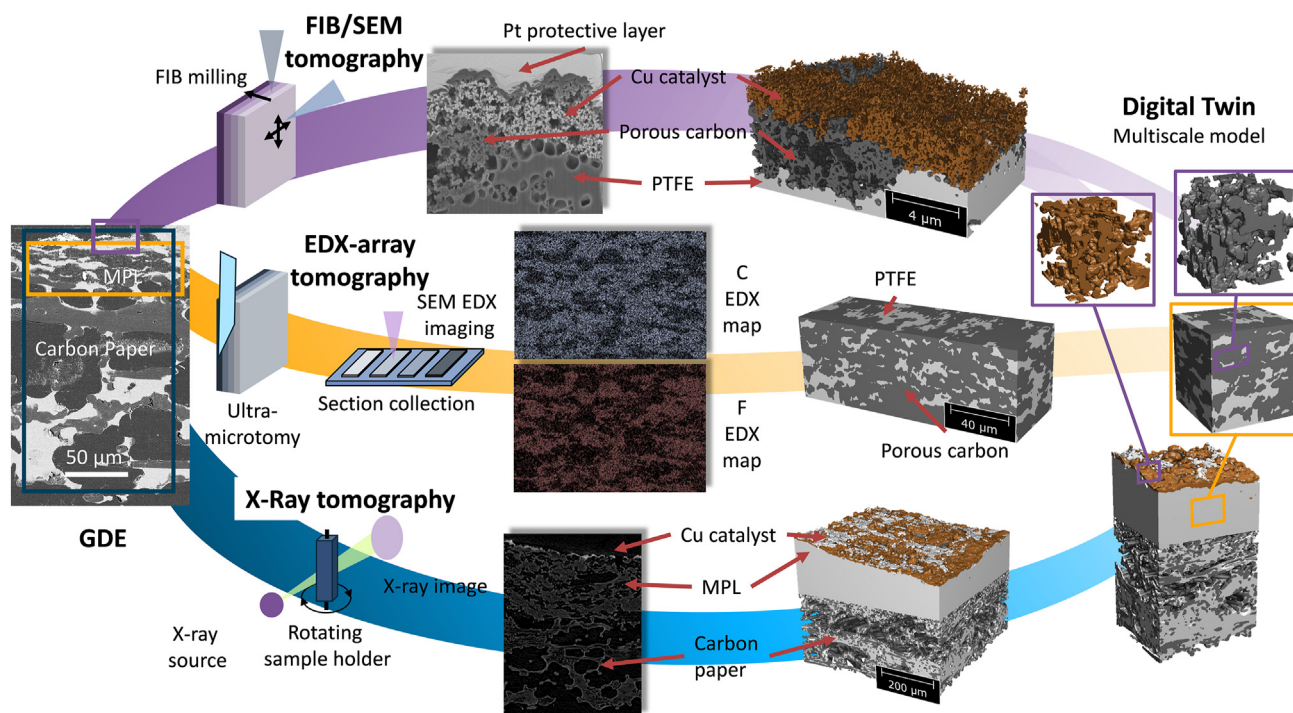 FIB/SEM
tomography
FIB milling
Pt protective layer
Cu catalyst
Porous carbon
PTFE
4 μm
Digital Twin
Multiscale model
MPL
Carbon Paper
50 μm
GDE
EDX-array
tomography
SEM EDX
imaging
Section collection
Ultra-
microtomy
C
EDX
map
F
EDX
map
PTFE
40 μm
Porous carbon
X-Ray tomography
X-ray image
X-ray
source
Rotating
sample holder
Cu catalyst
MPL
Carbon
paper
200 μm